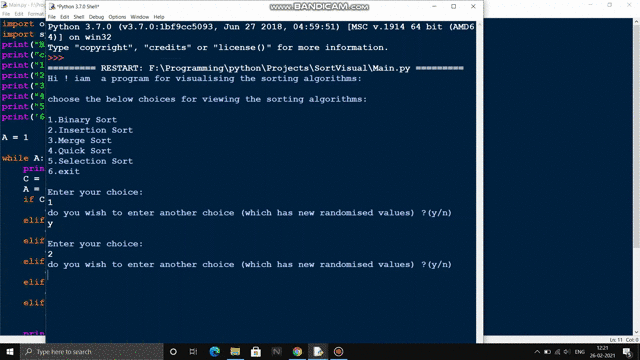 Main.py - F:\
*Python 3.7.0 Shell*
www.BANDICAM.com
File Edit Shell Debug Options Window Help
Python 3.7.0 (v3.7.0:1bf9cc5093, Jun 27 2018, 04:59:51) [MSC v.1914 64 bit (AMD6
4)] on win32
Type "copyright", "credits" or "license()" for more information.
>>>
========= RESTART: F:\Programming\python\Projects\SortVisual\Main.py =========
Hi ! iam  a program for visualising the sorting algorithms:
choose the below choices for viewing the sorting algorithms:
1.Binary Sort
2.Insertion Sort
3.Merge Sort
4.Quick Sort
5.Selection Sort
6.exit
Enter your choice:
1
do you wish to enter another choice (which has new randomised values) ?(y/n)
y
Enter your choice:
2
do you wish to enter another choice (which has new randomised values) ?(y/n)
File Edit
import
import
print("
print("
print("
print("
print("
print("
print("
print('
A = 1
while A:
prin
C =
A =
if C
elif
elif
elif
elif
elif
prin
Ln: 11 Col: 0
Type here to search
ENG
12:21
26-02-2021